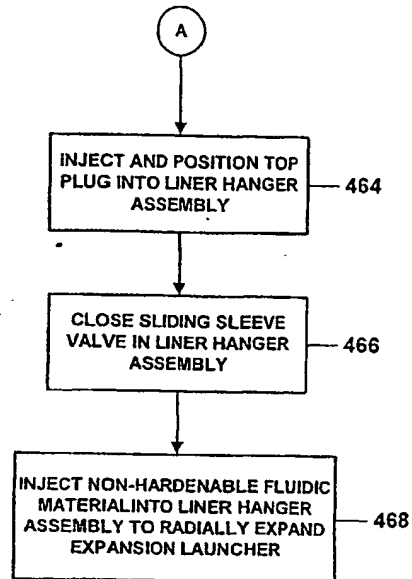 A
INJECT AND POSITION TOP
PLUG INTO LINER HANGER
ASSEMBLY
464
CLOSE SLIDING SLEEVE
VALVE IN LINER HANGER
ASSEMBLY
466
INJECT NON-HARDENABLE FLUIDIC
MATERIALINTO LINER HANGER
ASSEMBLY TO RADIALLY EXPAND
EXPANSION LAUNCHER
468